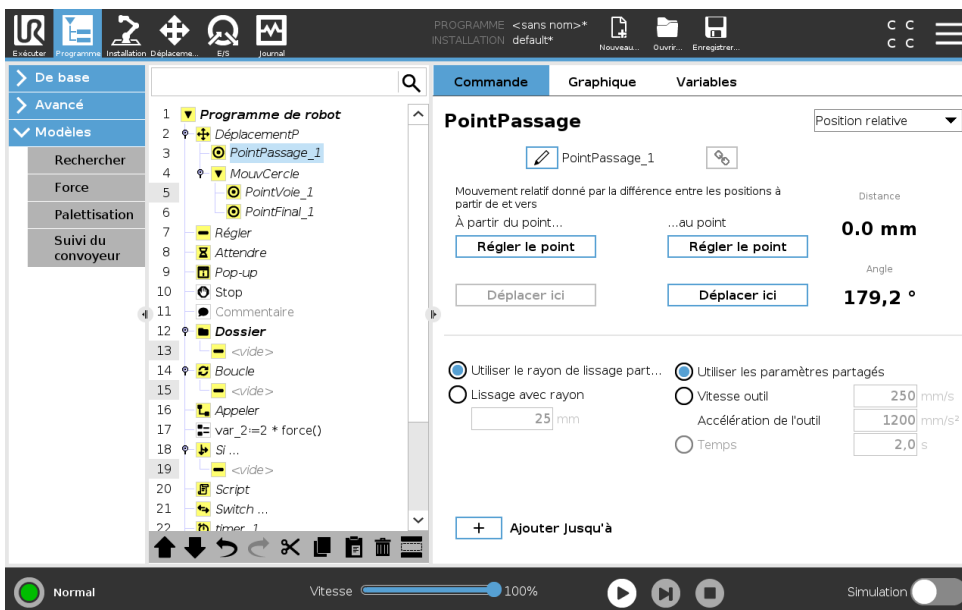 PROGRAMME <sans nom>*
INSTALLATION default*
Exécuter Programme Installation Déplaceme... E/S Journal Nouveau... Ouvrir... Enregistrer...
C C
C C
De base
Avancé
Modèles
Rechercher
Force
Palettisation
Suivi du
convoyeur
1 Programme de robot
2 DéplacementP
3 PointPassage_1
4 MouvCercle
5 PointVoie_1
6 PointFinal_1
7 Régler
8 Attendre
9 Pop-up
10 Stop
11 Commentaire
12 Dossier
13 <vide>
14 Boucle
15 <vide>
16 Appeler
17 var_2:=2 * force()
18 Si ...
19 <vide>
20 Script
21 Switch ...
22 timer_1
Commande Graphique Variables
PointPassage Position relative
PointPassage_1
Mouvement relatif donné par la différence entre les positions à
partir de et vers
Distance
À partir du point... ...au point
0.0 mm
Régler le point Régler le point
Angle
Déplacer ici Déplacer ici 179,2 °
Utiliser le rayon de lissage part... Utiliser les paramètres partagés
Lissage avec rayon Vitesse outil 250 mm/s
25 mm Accélération de l'outil 1200 mm/s²
Temps 2,0 s
+ Ajouter Jusqu'à
Normal Vitesse 100% Simulation